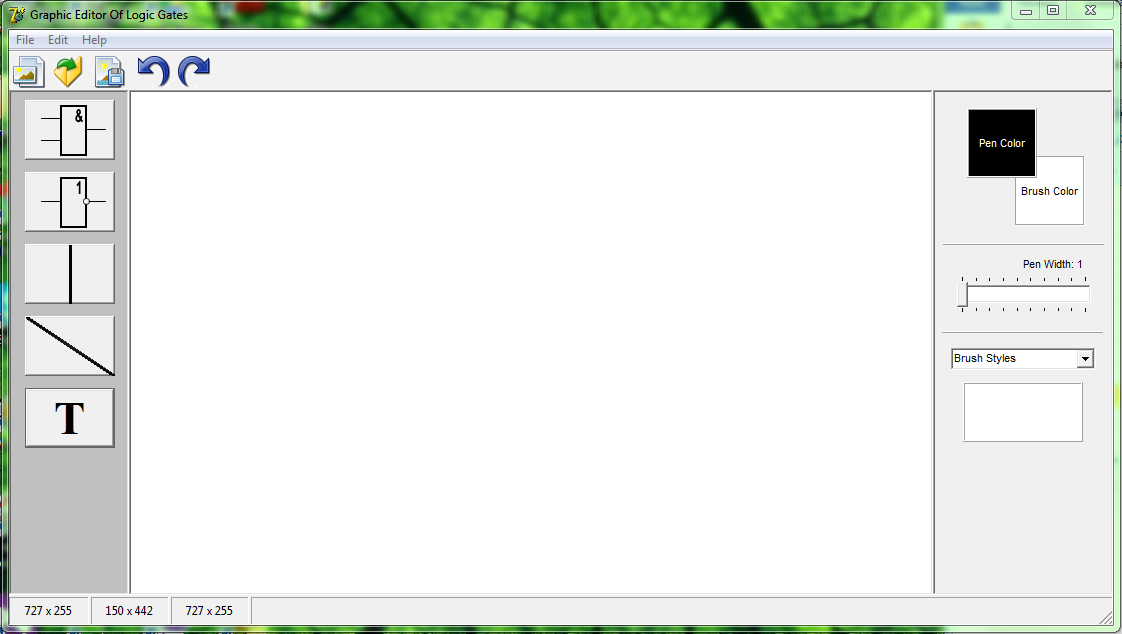 Graphic Editor Of Logic Gates
File Edit Help
&
1
T
Pen Color
Brush Color
Pen Width: 1
Brush Styles
727 x 255 150 x 442 727 x 255